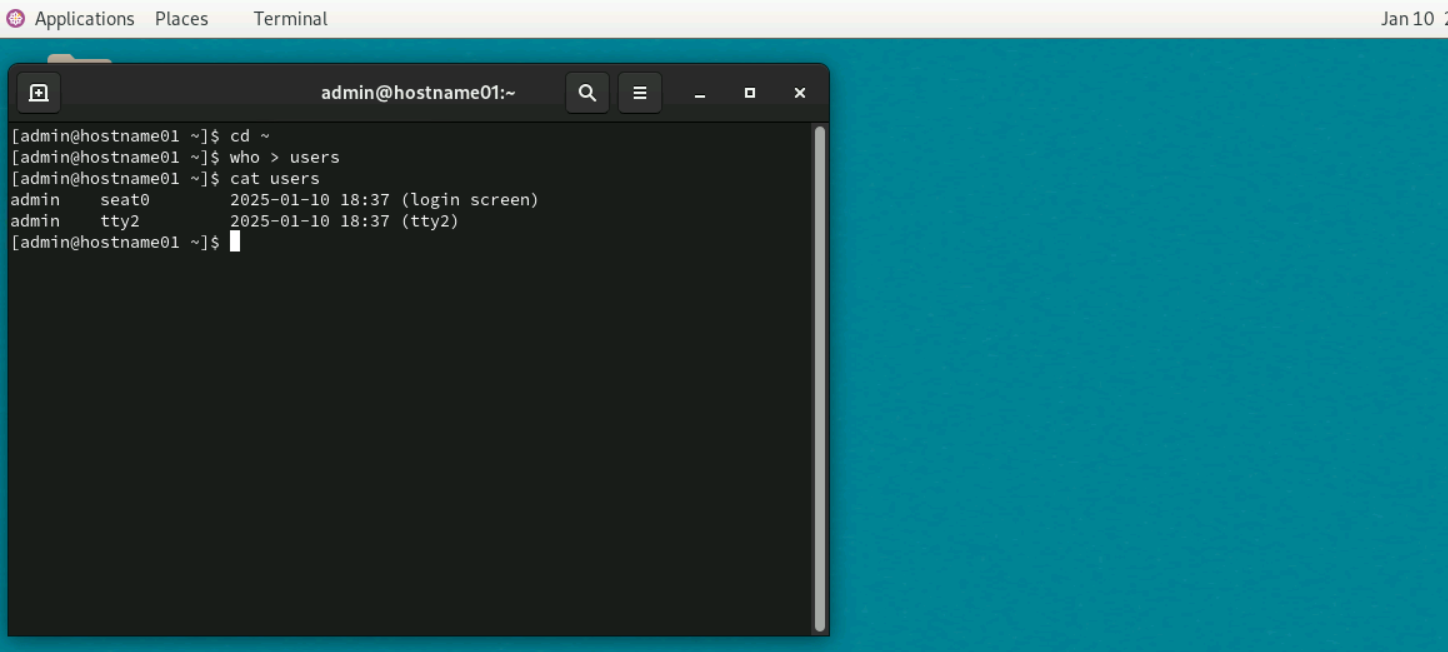 Applications Places Terminal Jan 10
admin@hostname01:~
[admin@hostname01 ~]$ cd ~
[admin@hostname01 ~]$ who > users
[admin@hostname01 ~]$ cat users
admin    seat0        2025-01-10 18:37 (login screen)
admin    tty2         2025-01-10 18:37 (tty2)
[admin@hostname01 ~]$